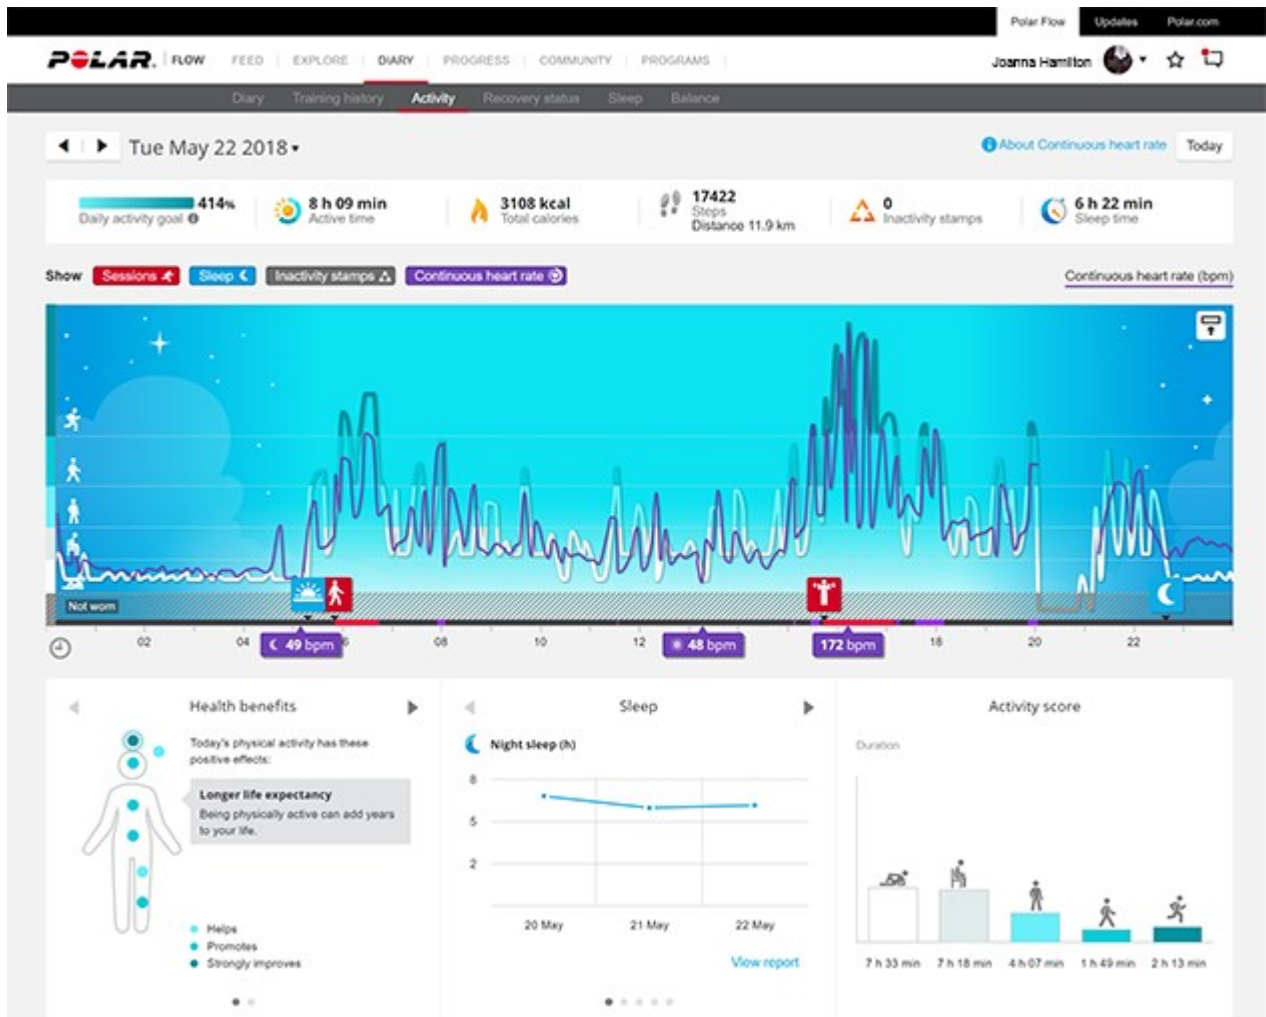 Polar Flow Updates Polar.com
POLAR. FLOW FEED EXPLORE DIARY PROGRESS COMMUNITY PROGRAMS Joanna Hamilton
Diary Training history Activity Recovery status Sleep Balance
Tue May 22 2018 About Continuous heart rate Today
414%
Daily activity goal
8 h 09 min
Active time
3108 kcal
Total calories
17422
Steps
Distance 11.9 km
0
Inactivity stamps
6 h 22 min
Sleep time
Show Sessions Sleep Inactivity stamps Continuous heart rate Continuous heart rate (bpm)
Not worn
02 04 6 08 10 12 18 20 22
49 bpm 48 bpm 172 bpm
Health benefits
Today's physical activity has these
positive effects:
Longer life expectancy
Being physically active can add years
to your life.
Helps
Promotes
Strongly improves
Sleep
Night sleep (h)
8
5
2
20 May 21 May 22 May
View report
Activity score
Duration
7 h 33 min 7 h 18 min 4 h 07 min 1 h 49 min 2 h 13 min